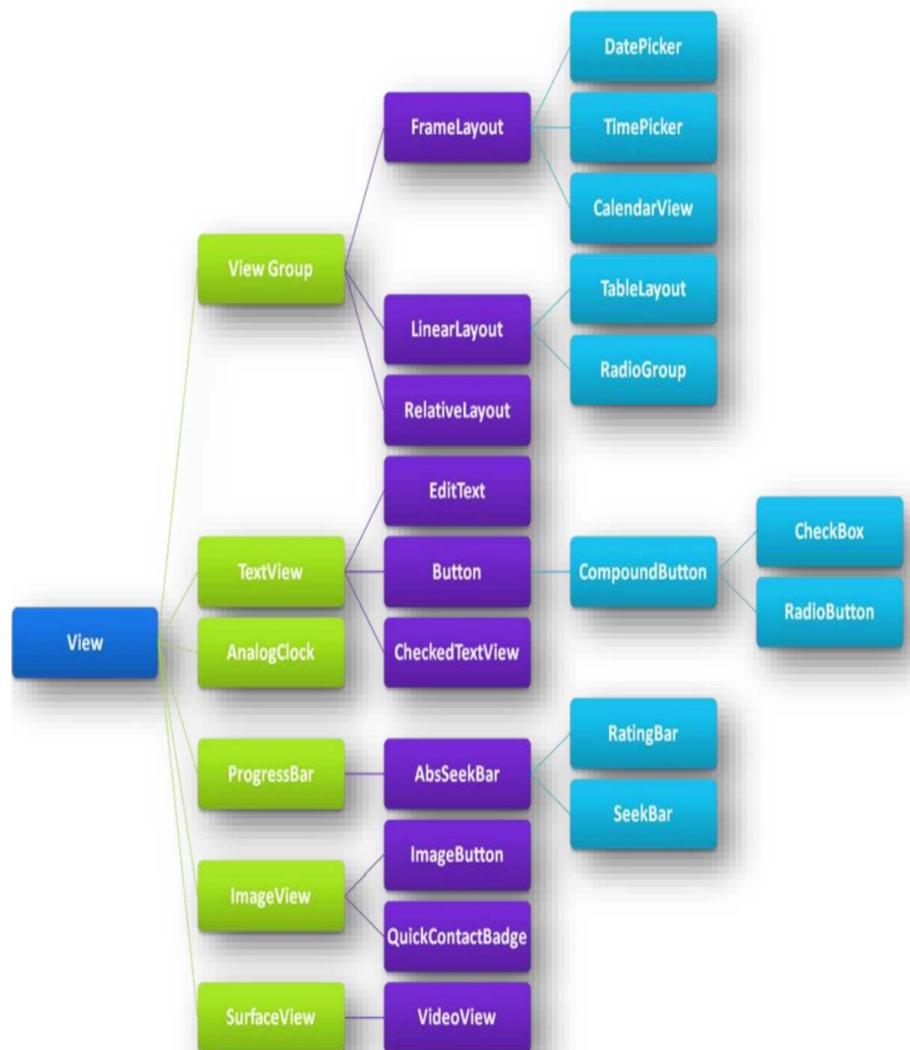 DatePicker
FrameLayout
TimePicker
CalendarView
View Group
TableLayout
LinearLayout
RadioGroup
RelativeLayout
EditText
CheckBox
TextView
Button
CompoundButton
RadioButton
View
AnalogClock
CheckedTextView
RatingBar
ProgressBar
AbsSeekBar
SeekBar
ImageButton
ImageView
QuickContactBadge
SurfaceView
VideoView